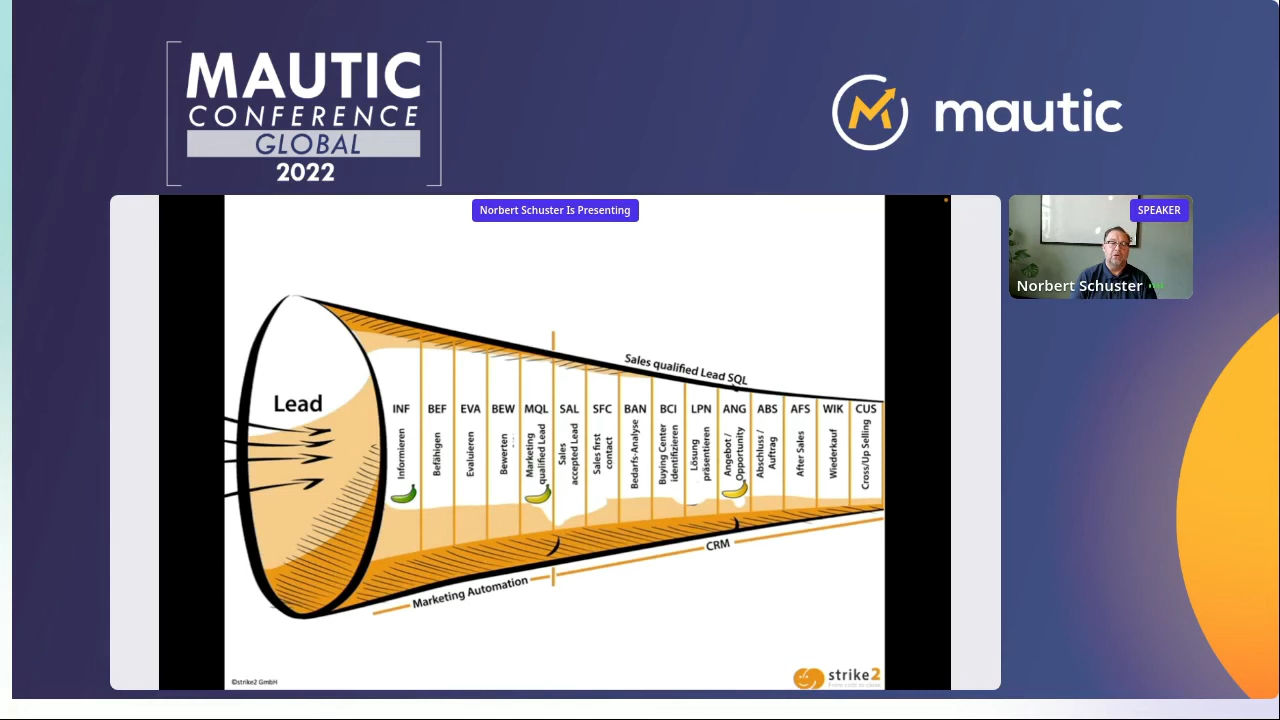 MAUTIC
CONFERENCE
GLOBAL
2022
mautic
Norbert Schuster Is Presenting
SPEAKER
Norbert Schuster
Sales qualified Lead SQL
Lead
INF
BEF
EVA
BEW
MQL
SAL
SFC
BAN
BCI
LPN
ANG
ABS
AFS
WIK
CUS
Informieren
Befähigen
Evaluieren
Bewerten
Marketing
qualified Lead
Sales
accepted Lead
Sales first
contact
Bedarfs-Analyse
Buying Center
identifizieren
Lösung
präsentieren
Angebot /
Opportunity
Abschluss /
Auftrag
After Sales
Wiederkauf
Cross/Up Selling
CRM
Marketing Automation
©strike2 GmbH
strike2